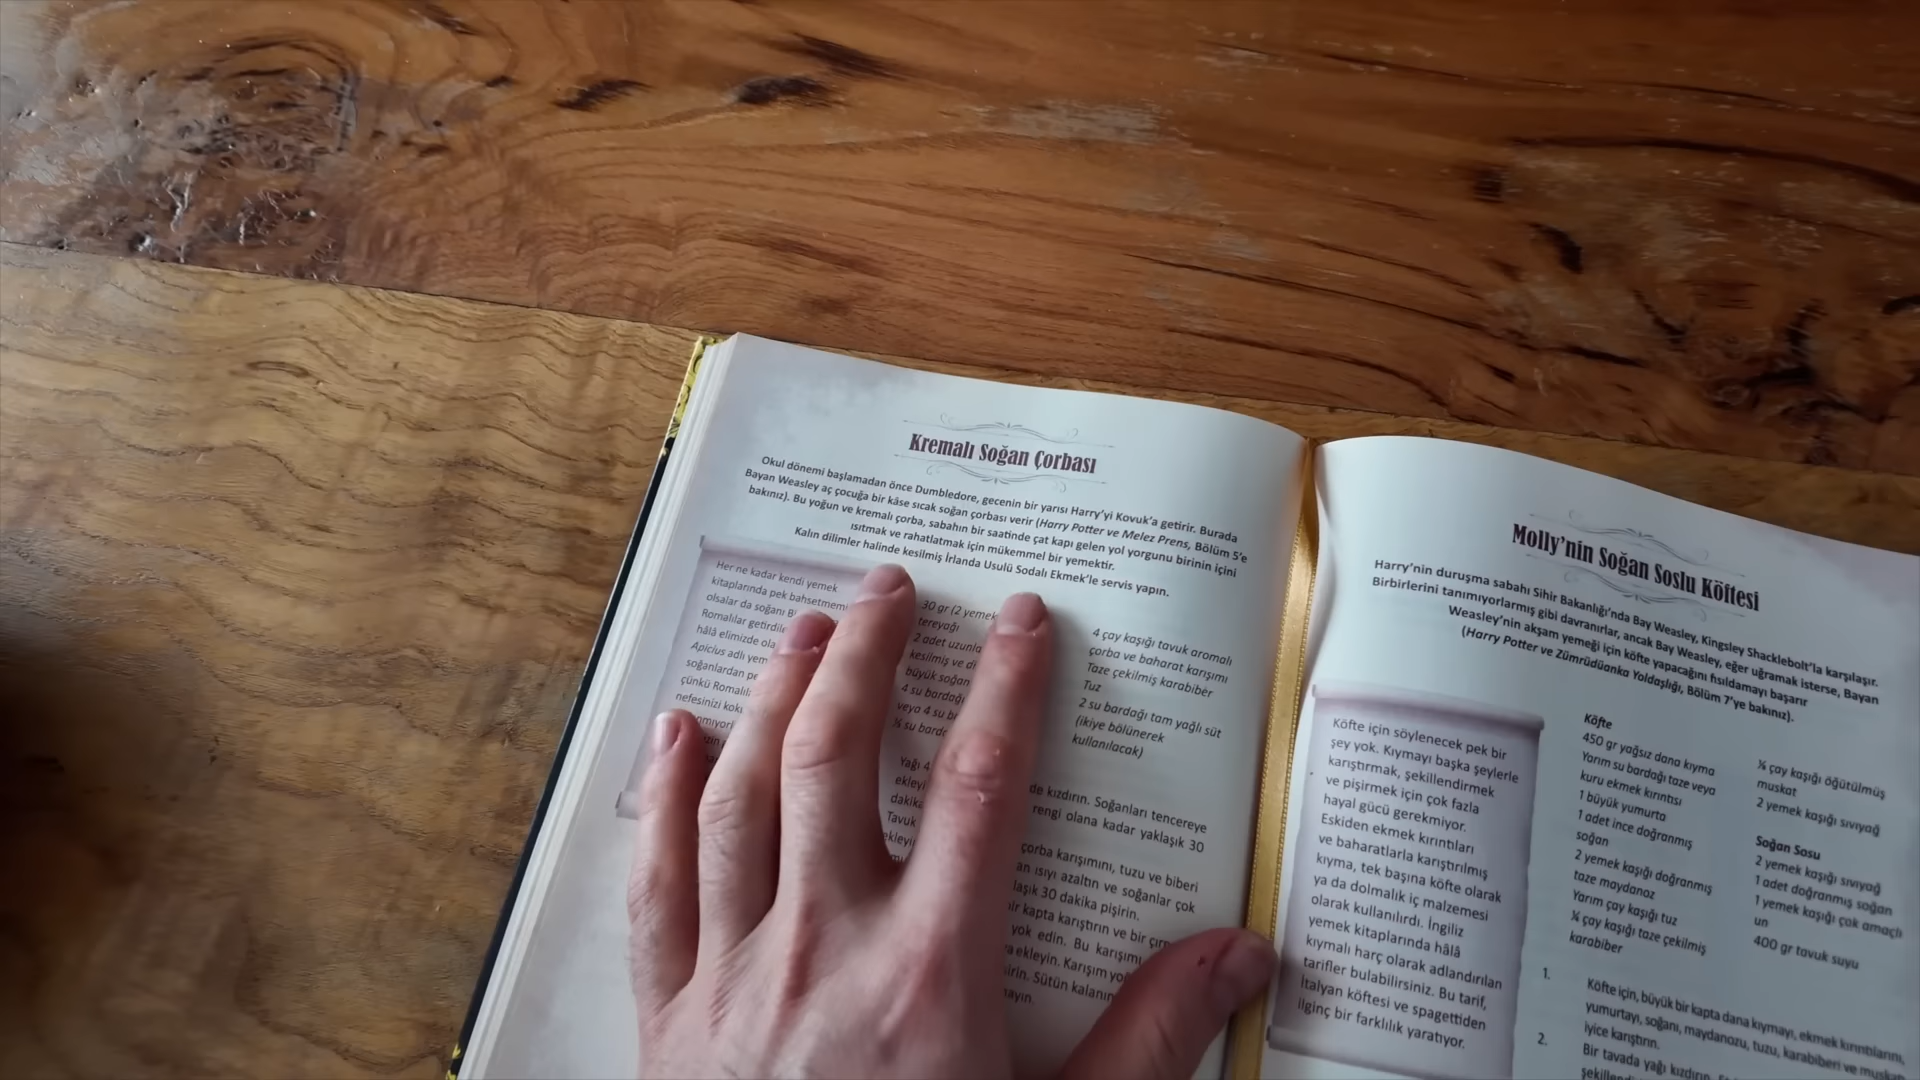 Kremalı Soğan Çorbası
Okul dönemi başlamadan önce Dumbledore, gecenin bir yarısı Harry'yi Kovuk'a getirir. Burada
Bayan Weasley aç çocuğa bir kâse sıcak soğan çorbası verir (Harry Potter ve Melez Prens, Bölüm 5'e
bakınız). Bu yoğun ve kremalı çorba, sabahın bir saatinde çat kapı gelen yol yorgunu birinin içini
ısıtmak ve rahatlatmak için mükemmel bir yemektir.
Kalın dilimler halinde kesilmiş İrlanda Usulü Sodalı Ekmek'le servis yapın.
Her ne kadar kendi yemek
kitaplarında pek bahsetmemi
olsalar da soğanı
Romalılar getirdi
hâlâ elimizde
Apicius adlı
soğanlardan
çünkü
nefesinizi
30 gr (2 yemek
tereyağı
2 adet
kesilmiş ve
büyük soğan
4 su bardağı
veya 4 su
4 çay kaşığı tavuk aromalı
çorba ve baharat karışımı
Taze çekilmiş karabiber
Tuz
2 su bardağı tam yağlı süt
(ikiye bölünerek
kullanılacak)
Yağı 4
de kızdırın. Soğanları tencereye
rengi olana kadar yaklaşık 30
Tavuk
çorba karışımını, tuzu ve biberi
ısıyı azaltın ve soğanlar çok
30 dakika pişirin.
kapta karıştırın ve bir
yok edin. Bu karışımı
ekleyin. Karışım
Sütün kalanın
Molly'nin Soğan Soslu Köftesi
Harry'nin duruşma sabahı Sihir Bakanlığı'nda Bay Weasley, Kingsley Shacklebolt'la karşılaşır.
Birbirlerini tanımıyorlarmış gibi davranırlar, ancak Bay Weasley, eğer uğramak isterse, Bayan
Weasley'nin akşam yemeği için köfte yapacağını fısıldamayı başarır
(Harry Potter ve Zümrüdüanka Yoldaşlığı, Bölüm 7'ye bakınız).
Köfte için söylenecek pek bir
şey yok. Kıymayı başka şeylerle
karıştırmak, şekillendirmek
ve pişirmek için çok fazla
hayal gücü gerekmiyor.
Eskiden ekmek kırıntıları
ve baharatlarla karıştırılmış
kıyma, tek başına köfte olarak
ya da dolmalık iç malzemesi
olarak kullanılırdı. İngiliz
yemek kitaplarında hâlâ
kıymalı harç olarak adlandırılan
tarifler bulabilirsiniz. Bu tarif,
İtalyan köftesi ve spagettiden
ilginç bir farklılık yaratıyor.
Köfte
450 gr yağsız dana kıyma
Yarım su bardağı taze veya
kuru ekmek kırıntısı
1 büyük yumurta
1 adet ince doğranmış
soğan
2 yemek kaşığı doğranmış
taze maydanoz
Yarım çay kaşığı tuz
¼ çay kaşığı taze çekilmiş
karabiber
çay kaşığı öğütülmüş
muskat
2 yemek kaşığı sıvıyağ
Soğan Sosu
2 yemek kaşığı sıvıyağ
1 adet doğranmış soğan
1 yemek kaşığı çok amaçlı
un
400 gr tavuk suyu
1. Köfte için, büyük bir kapta dana kıymayı, ekmek kırıntılarını,
yumurtayı, soğanı, maydanozu, tuzu, karabiberi ve muskatı
iyice karıştırın.
2. Bir tavada yağı kızdırın.